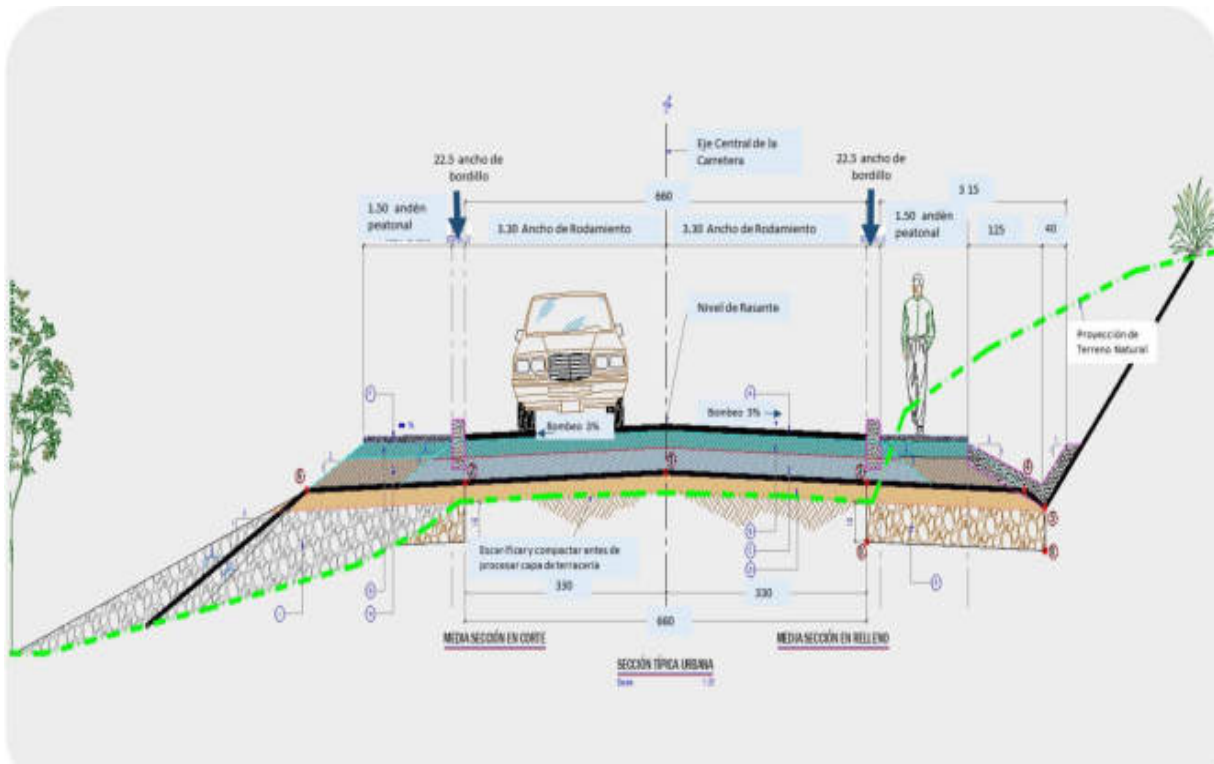 Eje Central de la
Carretera
22.5 ancho de
bordillo
22.5 ancho de
bordillo
660
3 15
1.50 andén
peatonal
3.30 Ancho de Rodamiento
3.30 Ancho de Rodamiento
1.50 andén
peatonal
125
40
Nivel de Rasante
Proyección de
Terreno Natural
Bombeo 3%
Bombeo 3%
Escarificar y compactar antes de
procesar capa de terracería
330
330
660
MEDIA SECCIÓN EN CORTE
MEDIA SECCIÓN EN RELLENO
SECCIÓN TÍPICA URBANA